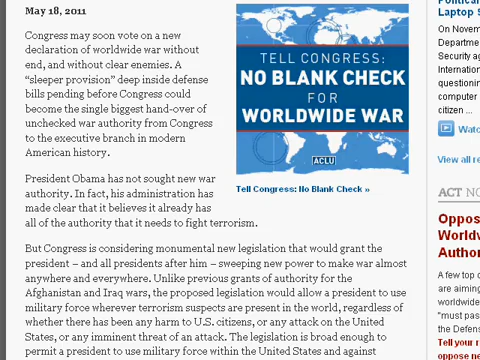 May 18, 2011
Congress may soon vote on a new
declaration of worldwide war without
end, and without clear enemies. A
“sleeper provision” deep inside defense
bills pending before Congress could
become the single biggest hand-over of
unchecked war authority from Congress
to the executive branch in modern
American history.
TELL CONGRESS:
NO BLANK CHECK
FOR
WORLDWIDE WAR
ACLU
Tell Congress: No Blank Check »
President Obama has not sought new war
authority. In fact, his administration has
made clear that it believes it already has
all of the authority that it needs to fight terrorism.
But Congress is considering monumental new legislation that would grant the
president – and all presidents after him – sweeping new power to make war almost
anywhere and everywhere. Unlike previous grants of authority for the
Afghanistan and Iraq wars, the proposed legislation would allow a president to use
military force wherever terrorism suspects are present in the world, regardless of
whether there has been any harm to U.S. citizens, or any attack on the United
States, or any imminent threat of an attack. The legislation is broad enough to
permit a president to use military force within the United States and against
Laptop S
On Novem
Departme
Security ag
Internation
questionin
computer
citizen ...
Watc
View all re
ACT NO
Oppos
Worldw
Author
A few top c
are aiming
worldwide
"must pas
the Defens
Tell your r
oppose ne